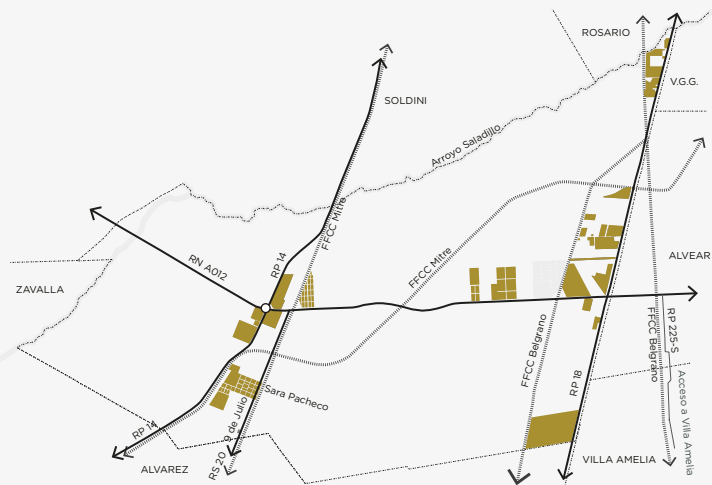 ROSARIO
V.G.G.
SOLDINI
Arroyo Saladillo
FFCC Mitre
RP 14
RN A012
FFCC Mitre
ALVEAR
ZAVALLA
RP 225-S
FFCC Belgrano
FFCC Belgrano
RP 18
Acceso a Villa Amelia
Sara Pacheco
9 de Julio
RP 14
RS 20
ALVAREZ
VILLA AMELIA